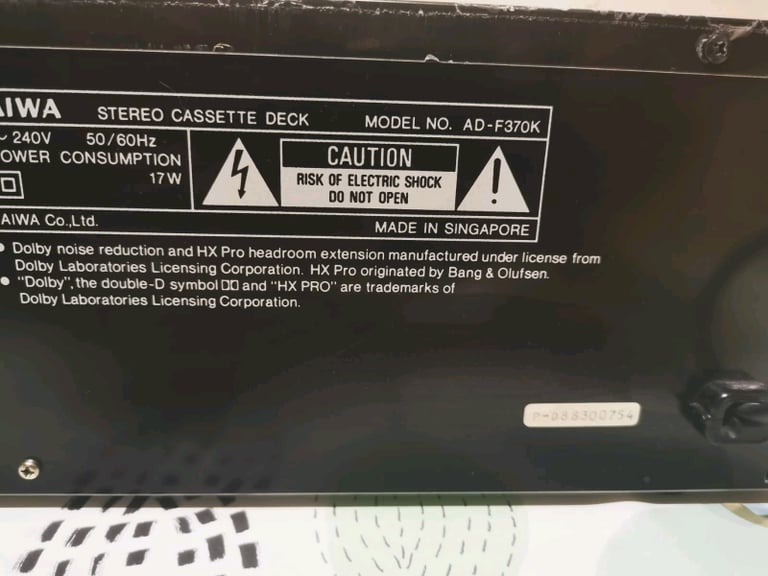 AIWA STEREO CASSETTE DECK MODEL NO. AD-F370K
~ 240V 50/60Hz
OWER CONSUMPTION
17W
CAUTION
RISK OF ELECTRIC SHOCK
DO NOT OPEN
AIWA Co.,Ltd.
MADE IN SINGAPORE
● Dolby noise reduction and HX Pro headroom extension manufactured under license from
Dolby Laboratories Licensing Corporation. HX Pro originated by Bang & Olufsen.
● "Dolby", the double-D symbol and "HX PRO" are trademarks of
Dolby Laboratories Licensing Corporation.